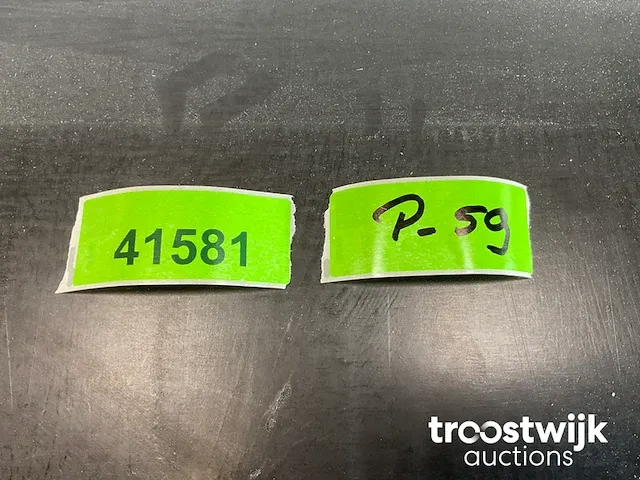 41581
P- 59
troostwijk
auctions